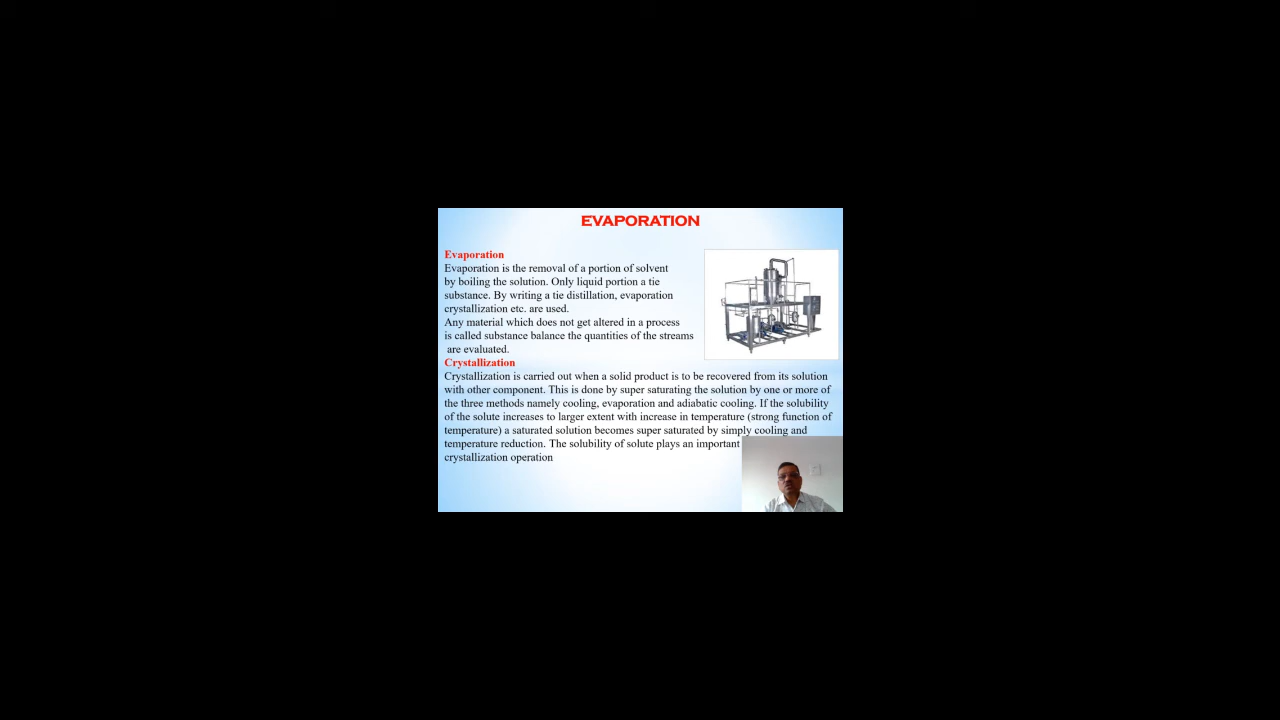 EVAPORATION
Evaporation
Evaporation is the removal of a portion of solvent
by boiling the solution. Only liquid portion a tie
substance. By writing a tie distillation, evaporation
crystallization etc. are used.
Any material which does not get altered in a process
is called substance balance the quantities of the streams
are evaluated.
Crystallization
Crystallization is carried out when a solid product is to be recovered from its solution
with other component. This is done by super saturating the solution by one or more of
the three methods namely cooling, evaporation and adiabatic cooling. If the solubility
of the solute increases to larger extent with increase in temperature (strong function of
temperature) a saturated solution becomes super saturated by simply cooling and
temperature reduction. The solubility of solute plays an important
crystallization operation